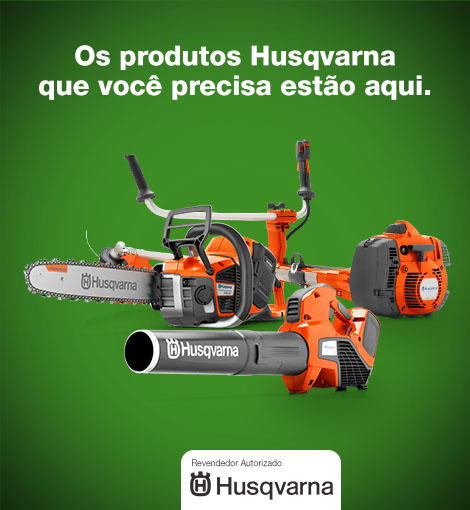 Os produtos Husqvarna
que você precisa estão aqui.
Husqvarna
Husqvarna
Revendedor Autorizado
Husqvarna